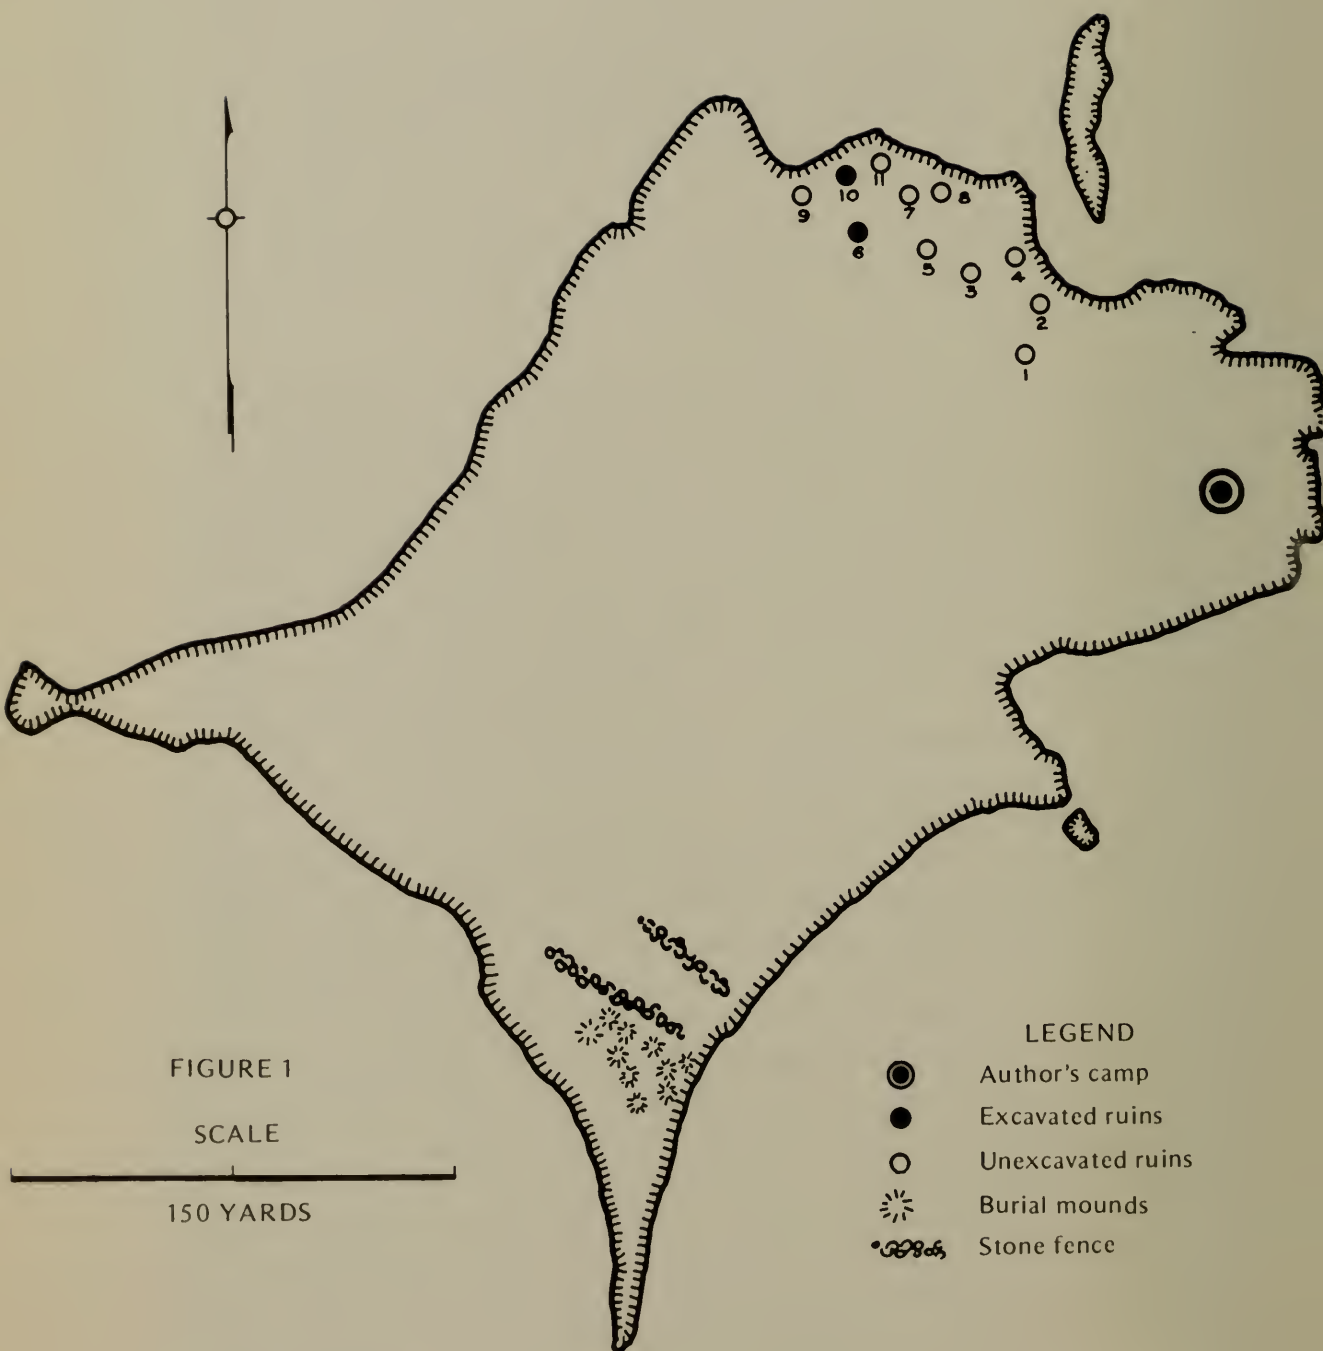 11
10
8
9
7
6
5
4
3
2
1
FIGURE 1
SCALE
150 YARDS
LEGEND
Author's camp
Excavated ruins
Unexcavated ruins
Burial mounds
Stone fence